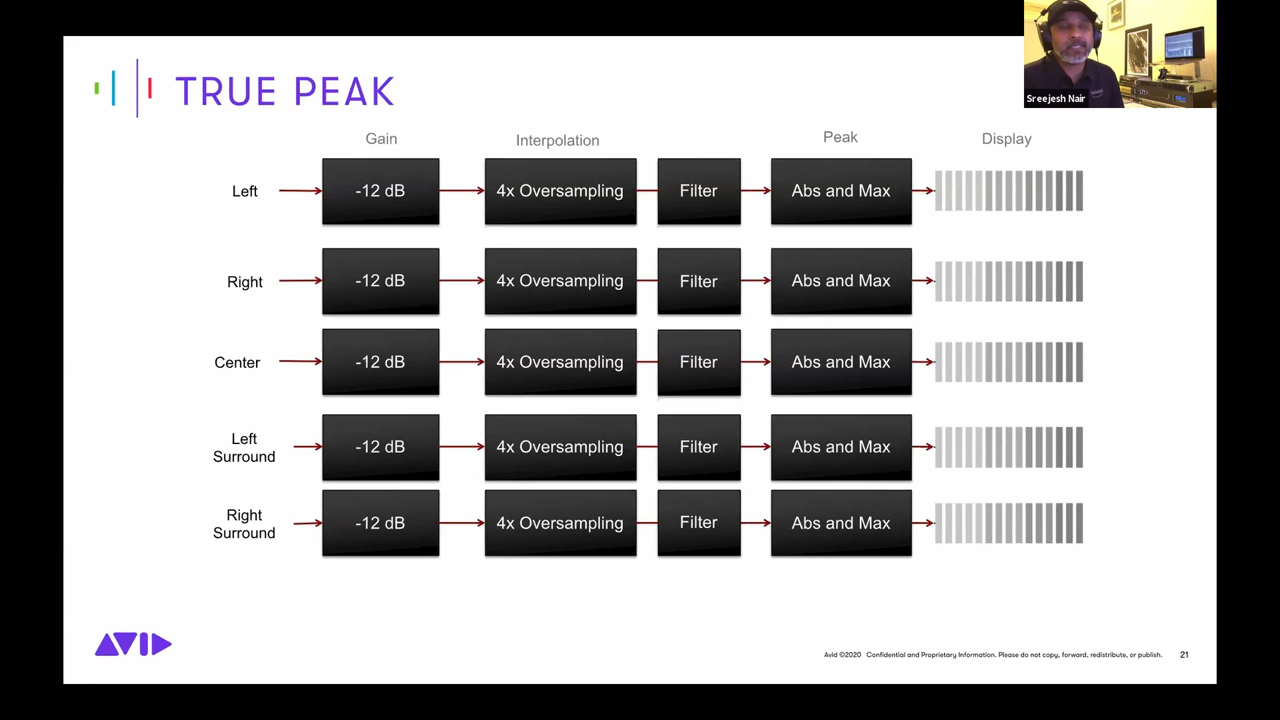 TRUE PEAK
Sreejesh Nair
Gain
Interpolation
Peak
Display
Left
-12 dB
4x Oversampling
Filter
Abs and Max
Right
-12 dB
4x Oversampling
Filter
Abs and Max
Center
-12 dB
4x Oversampling
Filter
Abs and Max
Left
Surround
-12 dB
4x Oversampling
Filter
Abs and Max
Right
Surround
-12 dB
4x Oversampling
Filter
Abs and Max
AVID
Avid ©2020 Confidential and Proprietary Information. Please do not copy, forward, redistribute, or publish.
21